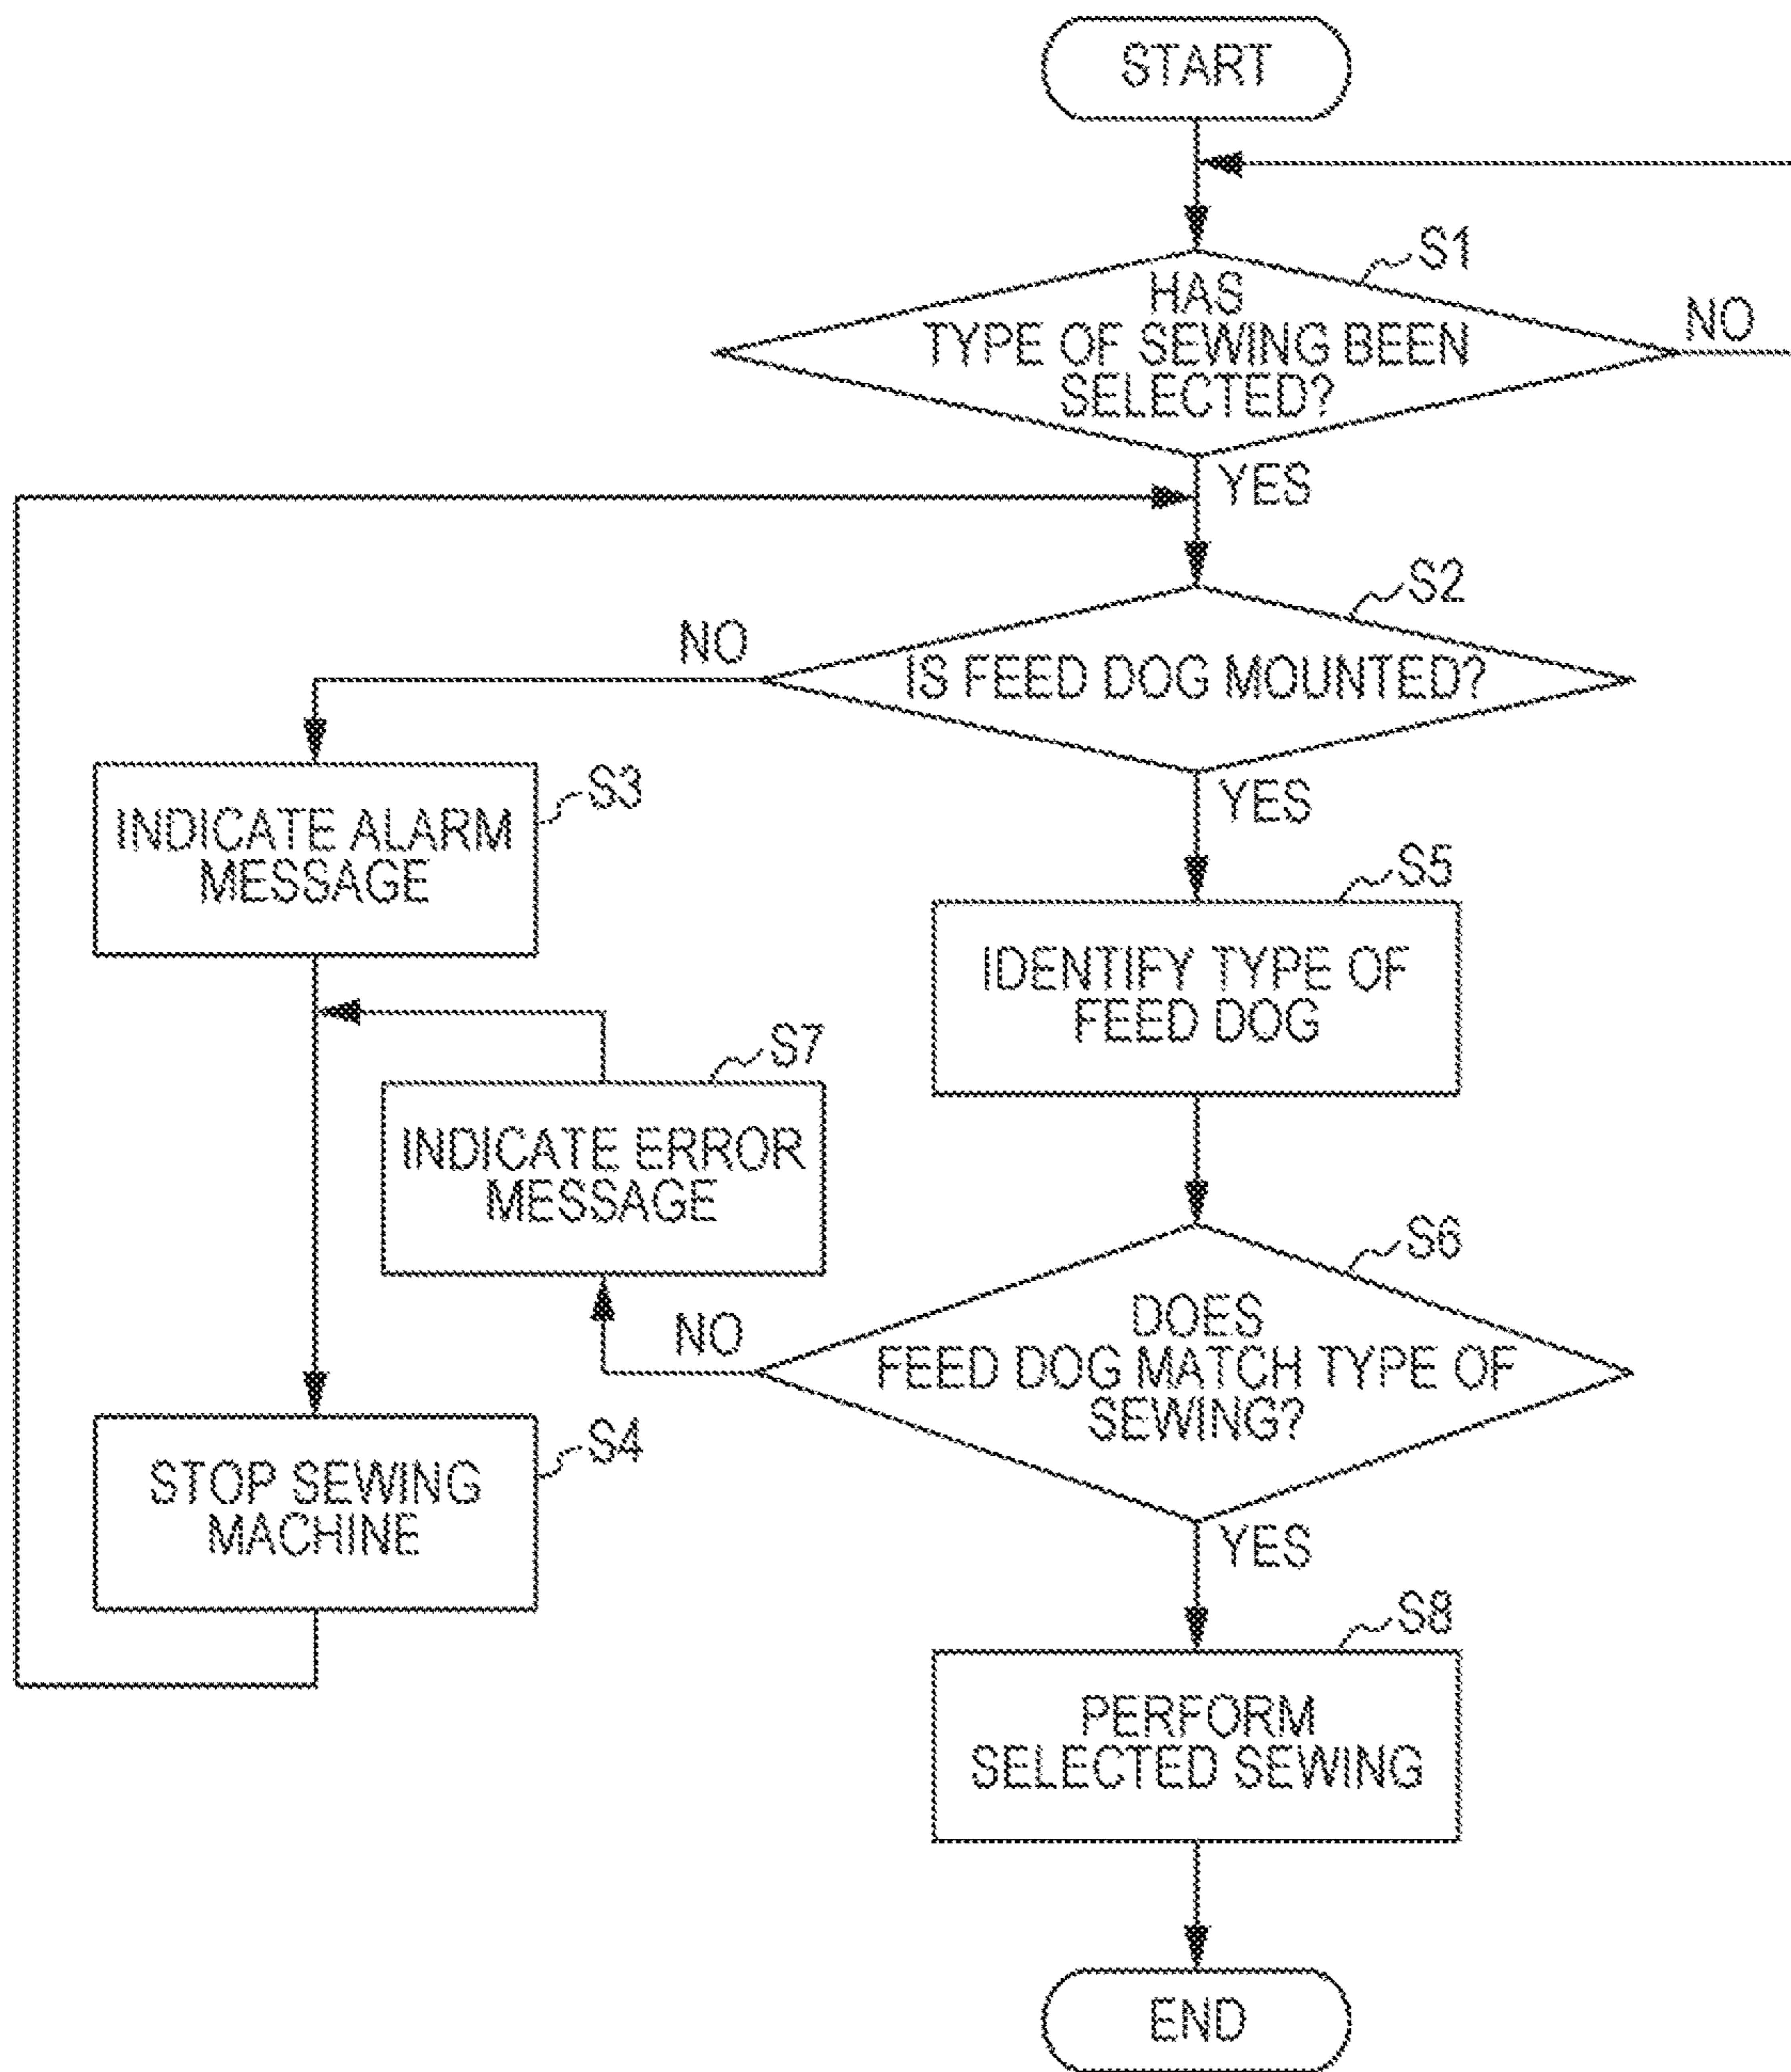 START
S1
HAS
TYPE OF SEWING BEEN
SELECTED?
NO
YES
S2
NO
IS FEED DOG MOUNTED?
YES
S3
INDICATE ALARM
MESSAGE
S5
IDENTIFY TYPE OF
FEED DOG
S7
INDICATE ERROR
MESSAGE
S6
NO
DOES
FEED DOG MATCH TYPE OF
SEWING?
S4
STOP SEWING
MACHINE
YES
S8
PERFORM
SELECTED SEWING
END